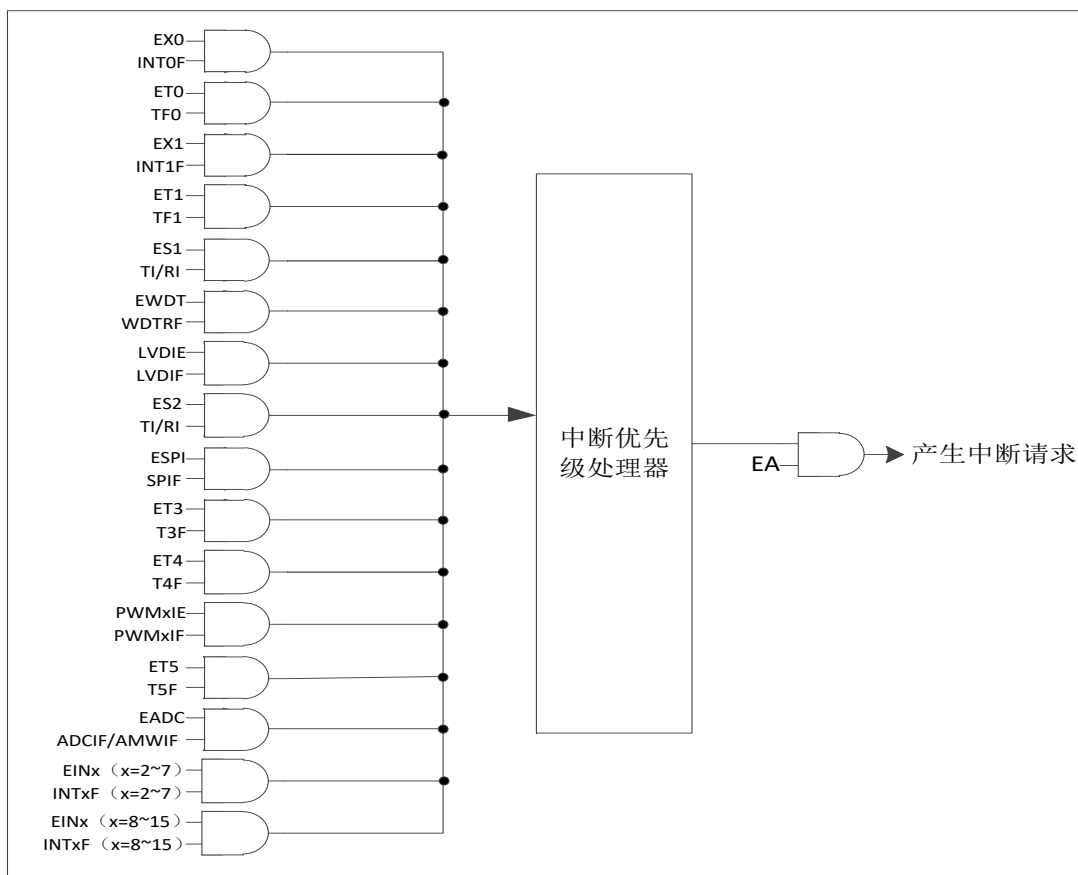 EX0
INT0F
ET0
TF0
EX1
INT1F
ET1
TF1
ES1
TI/RI
EWDT
WDTRF
LVDIE
LVDIF
ES2
TI/RI
ESPI
SPIF
ET3
T3F
ET4
T4F
PWMxIE
PWMxIF
ET5
T5F
EADC
ADCIF/AMWIF
EINx（x=2~7）
INTxF（x=2~7）
EINx（x=8~15）
INTxF（x=8~15）
中断优先
级处理器
EA
产生中断请求